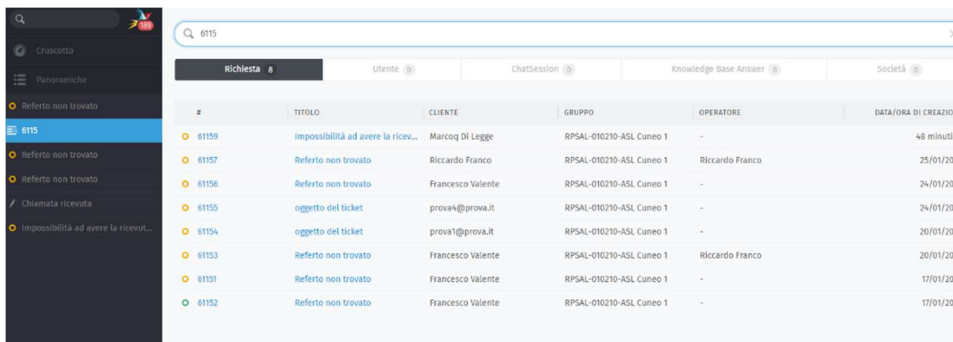 189
6115
Cruscotto
Richiesta 8 Utente 0 ChatSession 0 Knowledge Base Answer 0 Società 0
Panoramiche
Referto non trovato
# TITOLO CLIENTE GRUPPO OPERATORE DATA/ORA DI CREAZIO
6115
61159 Impossibilità ad avere la ricev... Marcoq Di Legge RPSAL-010210-ASL Cuneo 1 - 48 minuti
Referto non trovato
61157 Referto non trovato Riccardo Franco RPSAL-010210-ASL Cuneo 1 Riccardo Franco 25/01/20
Referto non trovato
61156 Referto non trovato Francesco Valente RPSAL-010210-ASL Cuneo 1 - 24/01/20
Chiamata ricevuta
61155 oggetto del ticket prova4@prova.it RPSAL-010210-ASL Cuneo 1 - 24/01/20
Impossibilità ad avere la ricevut...
61154 oggetto del ticket prova1@prova.it RPSAL-010210-ASL Cuneo 1 - 20/01/20
61153 Referto non trovato Francesco Valente RPSAL-010210-ASL Cuneo 1 Riccardo Franco 20/01/20
61151 Referto non trovato Francesco Valente RPSAL-010210-ASL Cuneo 1 - 17/01/20
61152 Referto non trovato Francesco Valente RPSAL-010210-ASL Cuneo 1 - 17/01/20